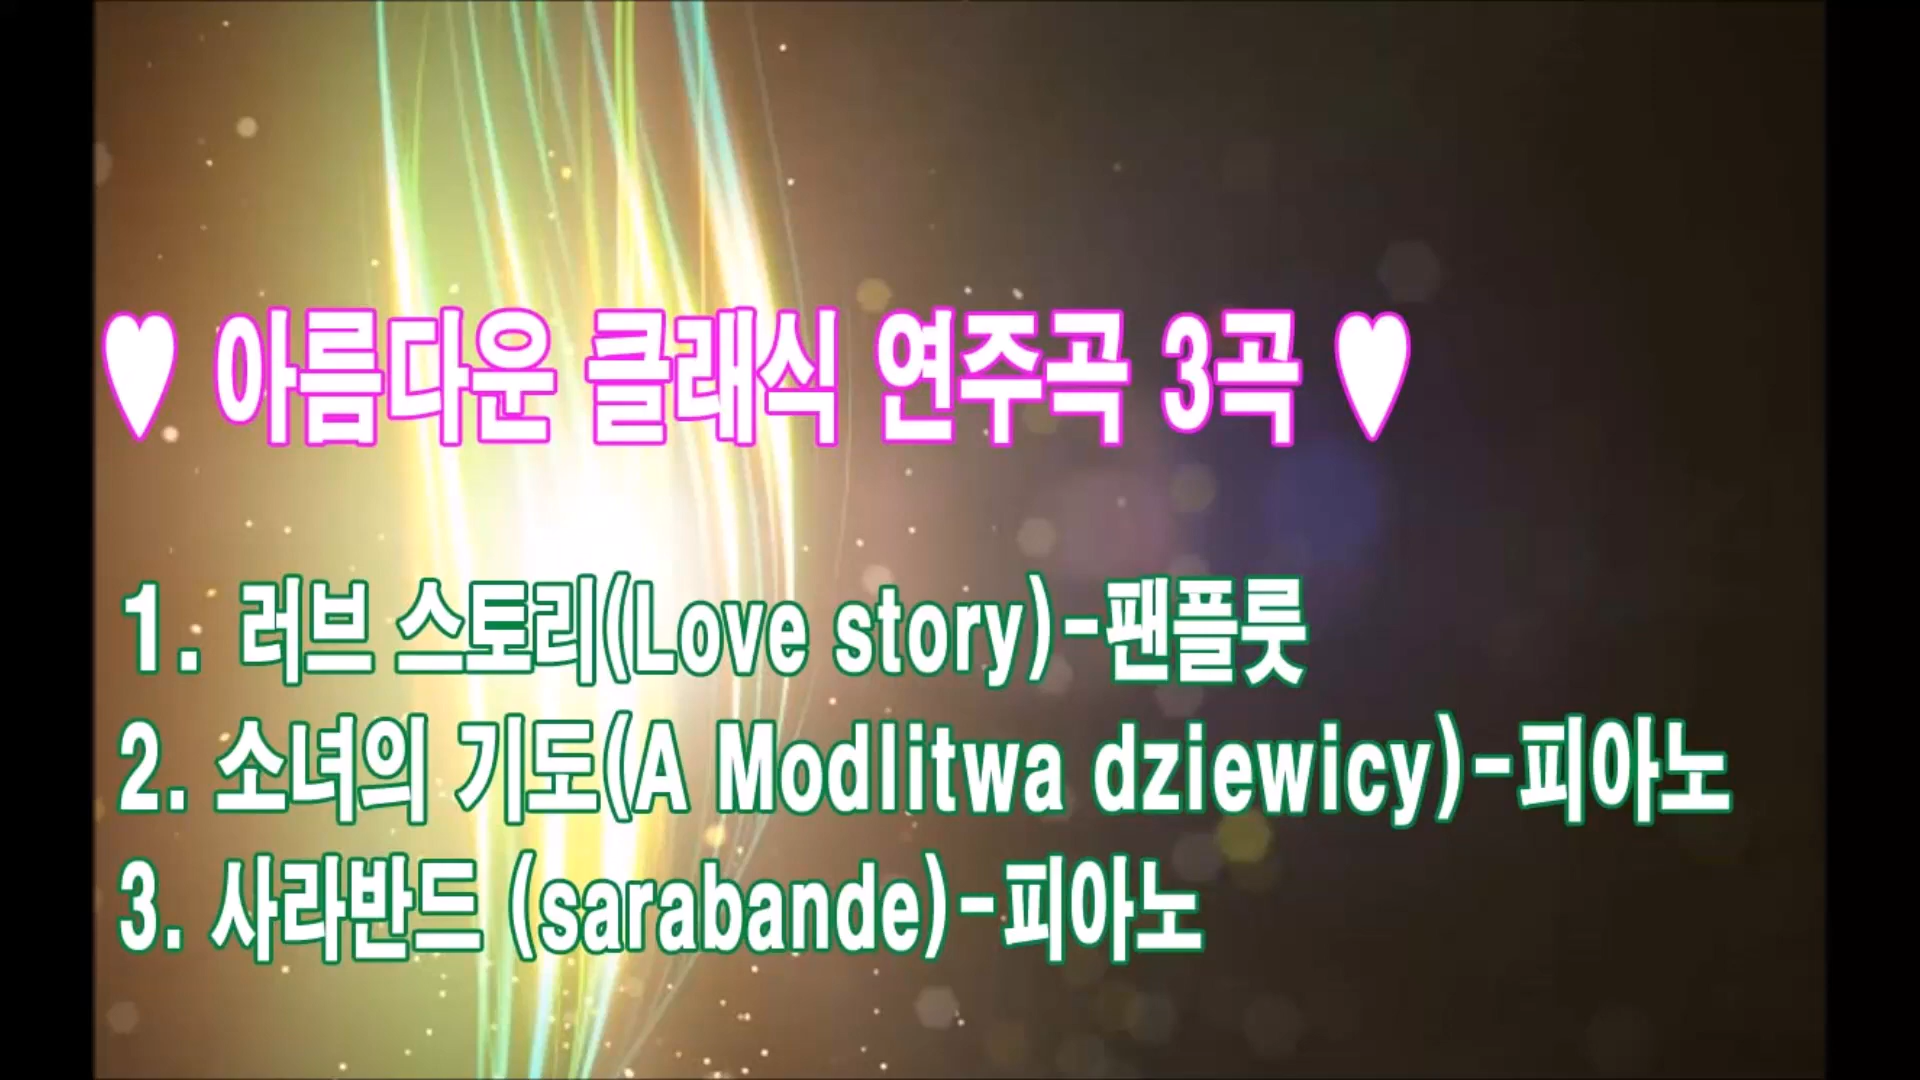 ♥ 아름다운 클래식 연주곡 3곡 ♥
1. 러브 스토리(Love story)-팬플룻
2. 소녀의 기도(A Modlitwa dziewicy)-피아노
3. 사라반드 (sarabande)-피아노